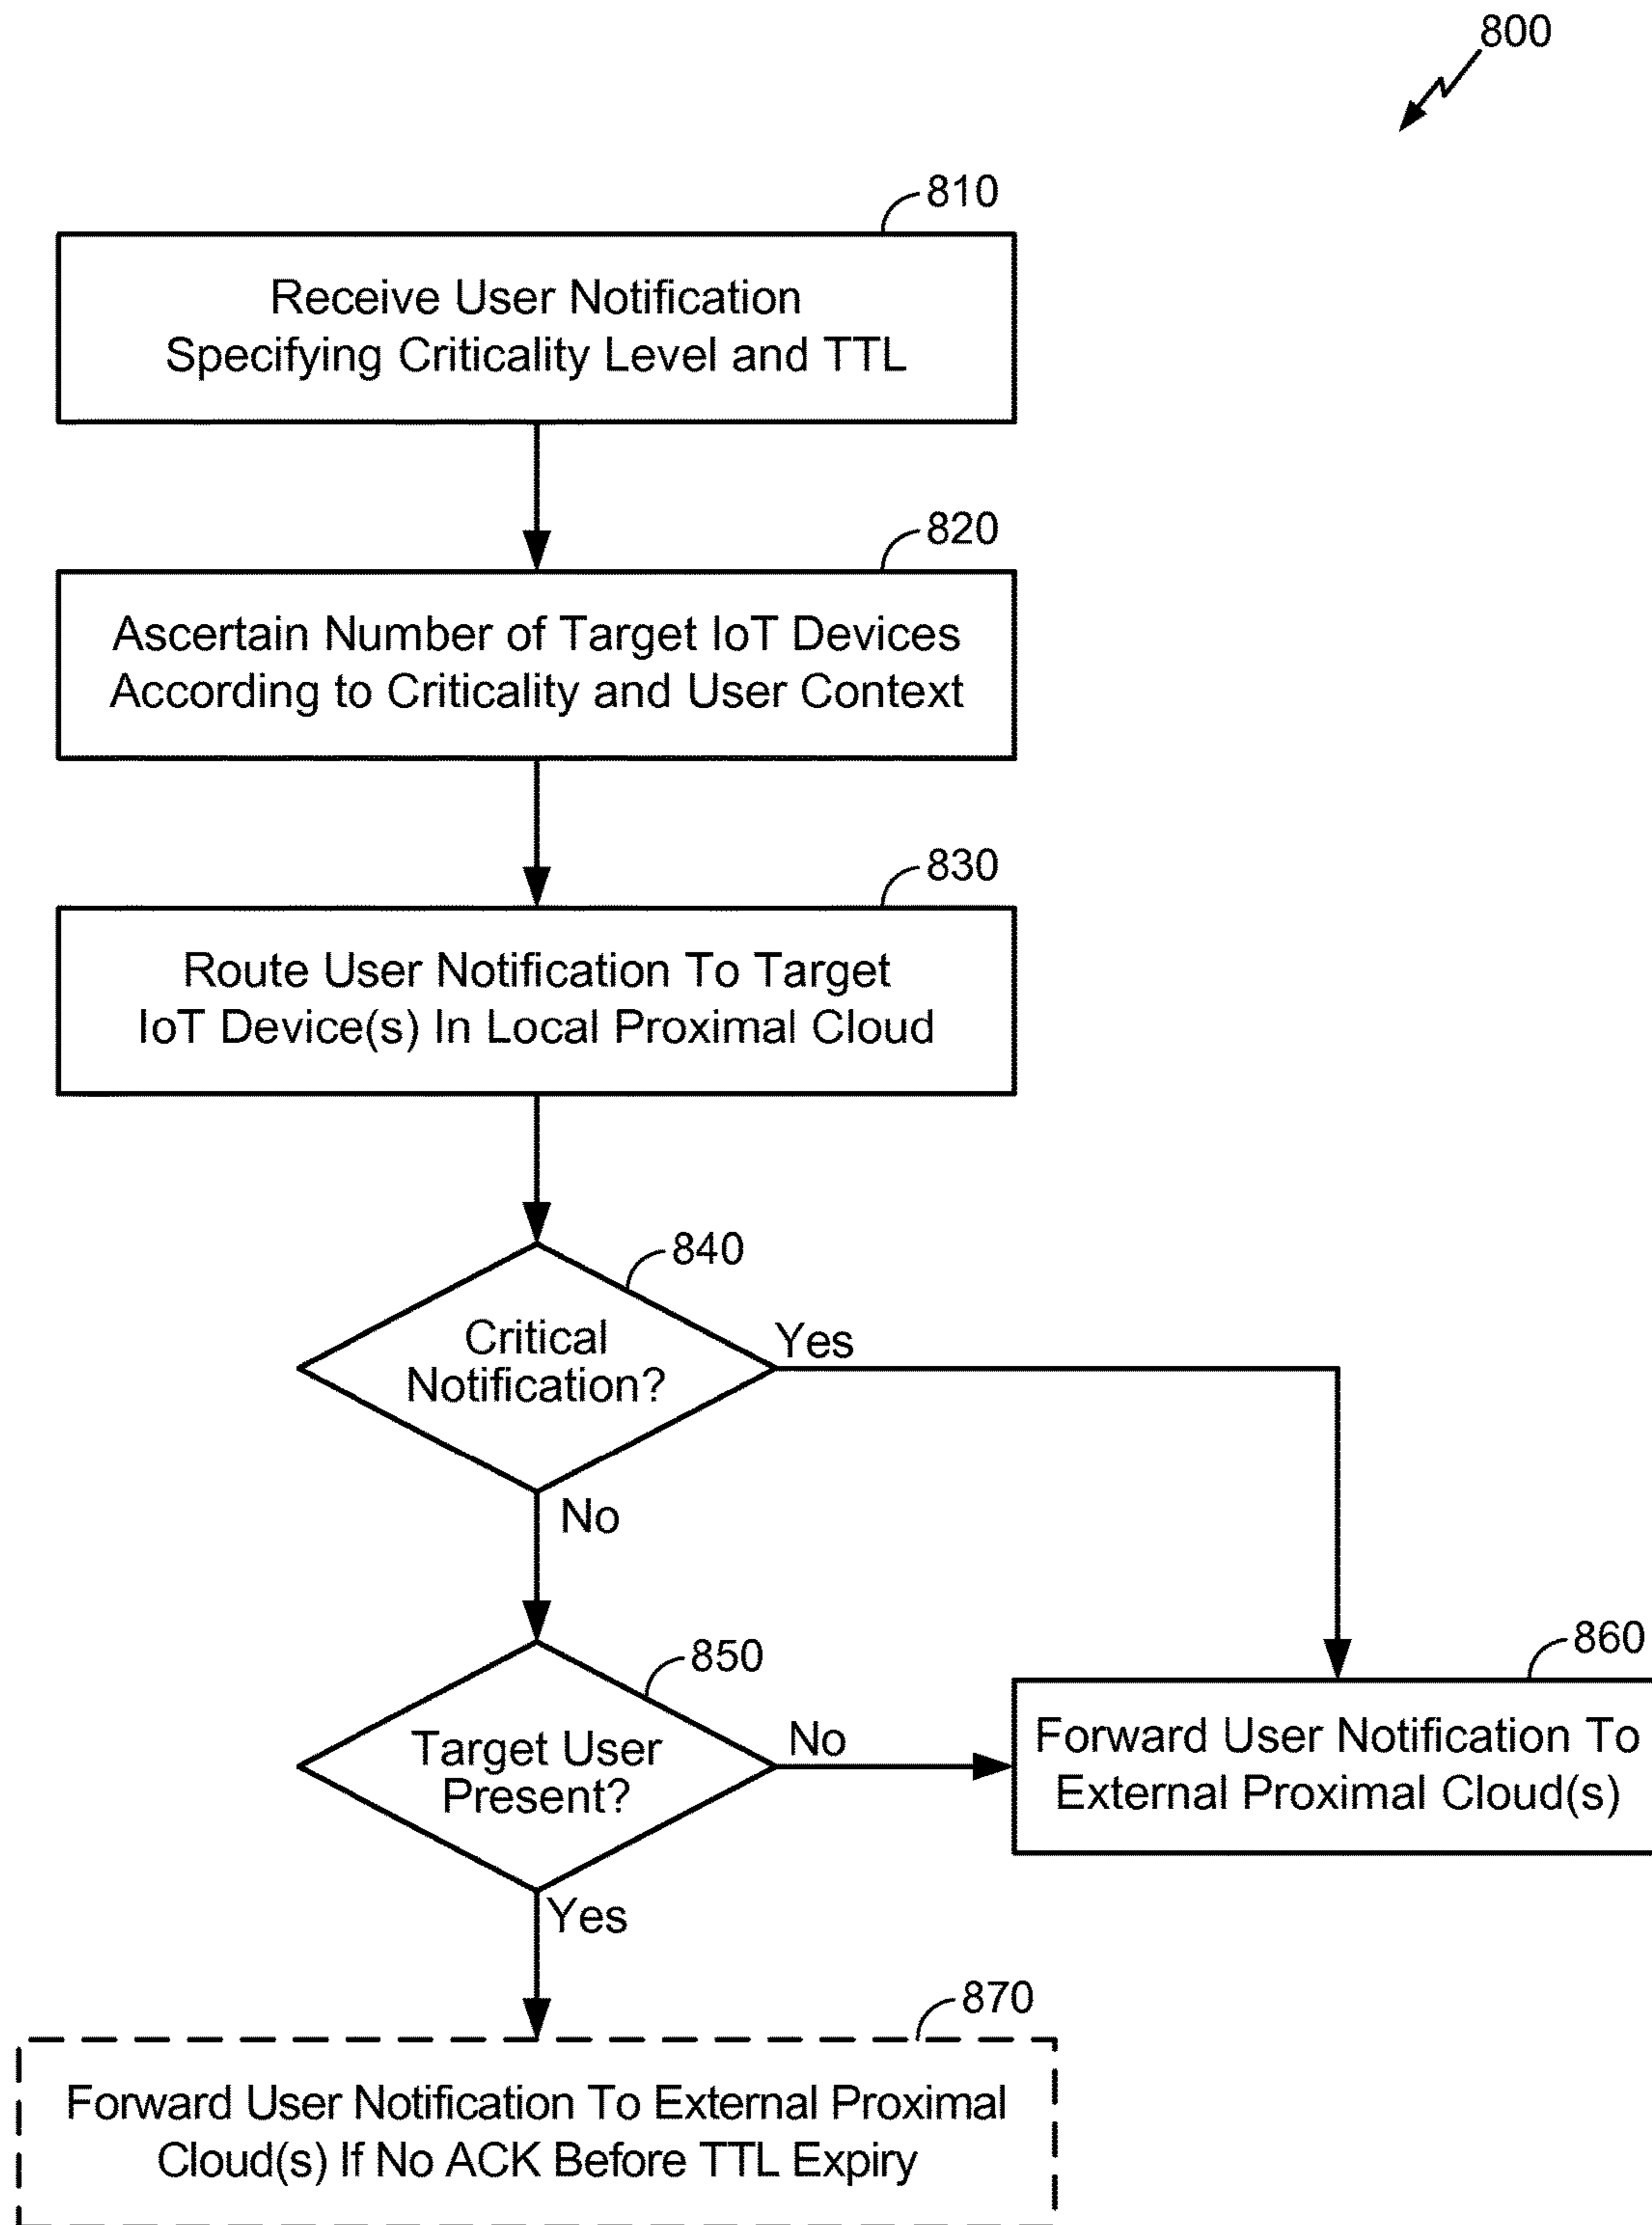 800
810
Receive User Notification
Specifying Criticality Level and TTL
820
Ascertain Number of Target IoT Devices
According to Criticality and User Context
830
Route User Notification To Target
IoT Device(s) In Local Proximal Cloud
840
Critical
Notification?
Yes
No
850
Target User
Present?
No
Yes
860
Forward User Notification To
External Proximal Cloud(s)
870
Forward User Notification To External Proximal
Cloud(s) If No ACK Before TTL Expiry